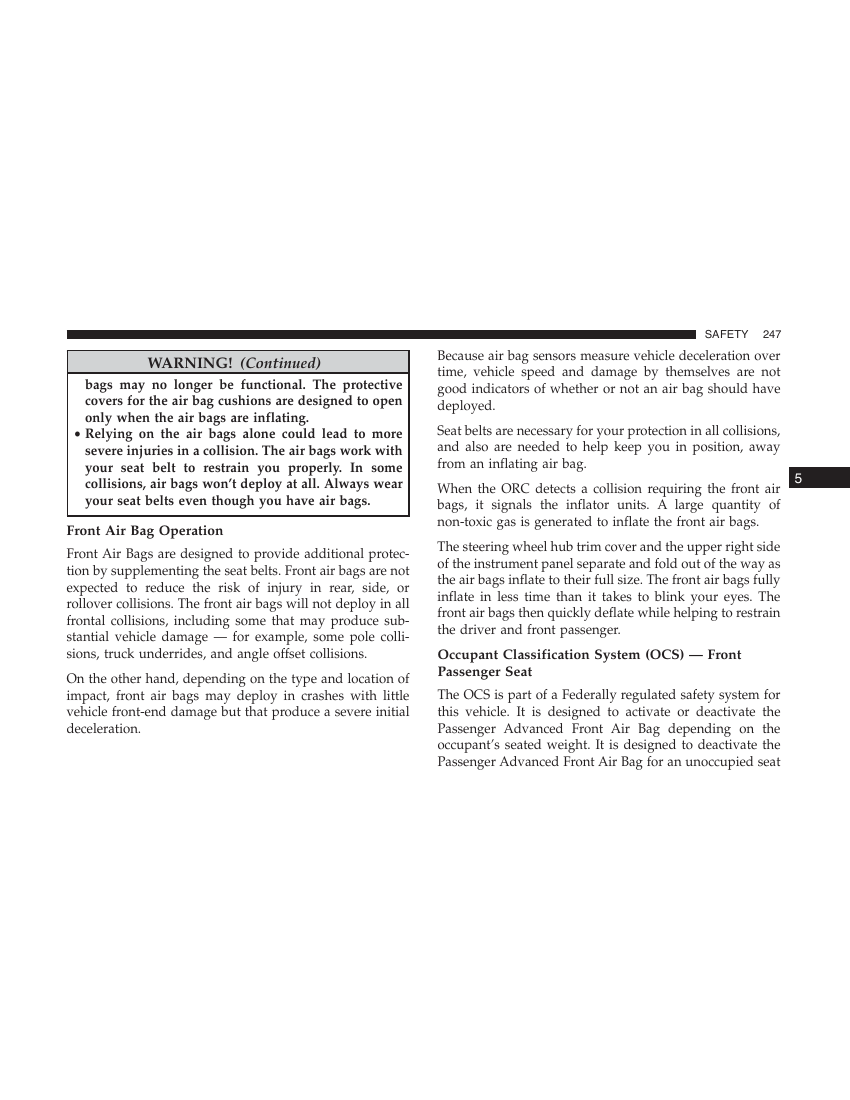 SAFETY 247
WARNING! (Continued)
bags may no longer be functional. The protective
covers for the air bag cushions are designed to open
only when the air bags are inflating.
• Relying on the air bags alone could lead to more
severe injuries in a collision. The air bags work with
your seat belt to restrain you properly. In some
collisions, air bags won’t deploy at all. Always wear
your seat belts even though you have air bags.
Front Air Bag Operation
Front Air Bags are designed to provide additional protec-
tion by supplementing the seat belts. Front air bags are not
expected to reduce the risk of injury in rear, side, or
rollover collisions. The front air bags will not deploy in all
frontal collisions, including some that may produce sub-
stantial vehicle damage — for example, some pole colli-
sions, truck underrides, and angle offset collisions.
On the other hand, depending on the type and location of
impact, front air bags may deploy in crashes with little
vehicle front-end damage but that produce a severe initial
deceleration.
Because air bag sensors measure vehicle deceleration over
time, vehicle speed and damage by themselves are not
good indicators of whether or not an air bag should have
deployed.
Seat belts are necessary for your protection in all collisions,
and also are needed to help keep you in position, away
from an inflating air bag.
When the ORC detects a collision requiring the front air
bags, it signals the inflator units. A large quantity of
non-toxic gas is generated to inflate the front air bags.
The steering wheel hub trim cover and the upper right side
of the instrument panel separate and fold out of the way as
the air bags inflate to their full size. The front air bags fully
inflate in less time than it takes to blink your eyes. The
front air bags then quickly deflate while helping to restrain
the driver and front passenger.
Occupant Classification System (OCS) — Front
Passenger Seat
The OCS is part of a Federally regulated safety system for
this vehicle. It is designed to activate or deactivate the
Passenger Advanced Front Air Bag depending on the
occupant’s seated weight. It is designed to deactivate the
Passenger Advanced Front Air Bag for an unoccupied seat
5